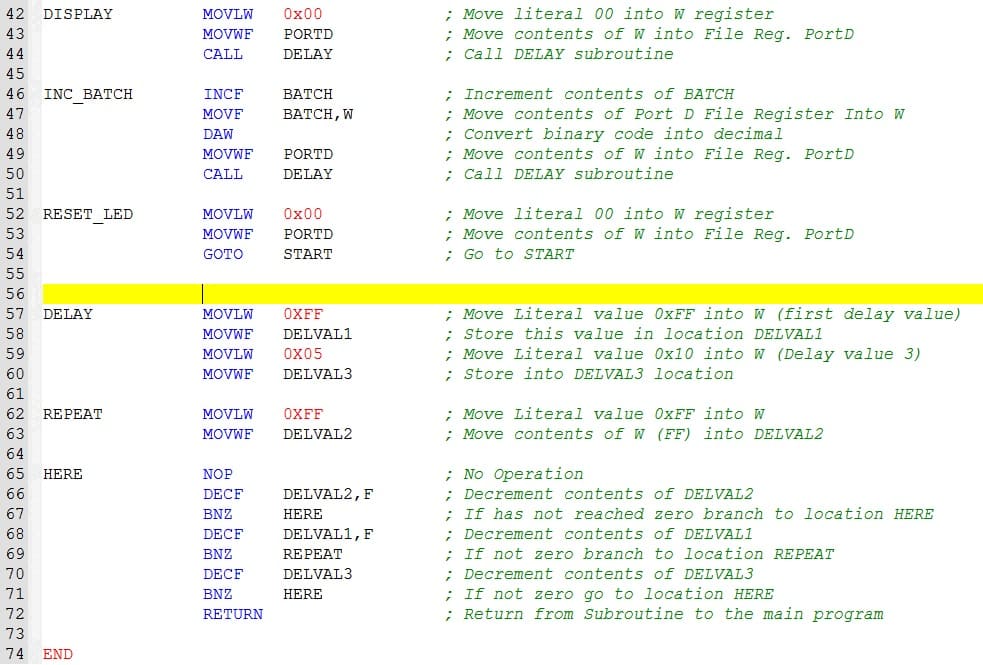 42 DISPLAY MOVLW 0x00 ; Move literal 00 into W register
43 MOVWF PORTD ; Move contents of W into File Reg. PortD
44 CALL DELAY ; Call DELAY subroutine
45
46 INC_BATCH INCF BATCH ; Increment contents of BATCH
47 MOVF BATCH,W ; Move contents of Port D File Register Into W
48 DAW ; Convert binary code into decimal
49 MOVWF PORTD ; Move contents of W into File Reg. PortD
50 CALL DELAY ; Call DELAY subroutine
51
52 RESET_LED MOVLW 0x00 ; Move literal 00 into W register
53 MOVWF PORTD ; Move contents of W into File Reg. PortD
54 GOTO START ; Go to START
55
56
57 DELAY MOVLW 0XFF ; Move Literal value 0xFF into W (first delay value)
58 MOVWF DELVAL1 ; Store this value in location DELVAL1
59 MOVLW 0X05 ; Move Literal value 0x10 into W (Delay value 3)
60 MOVWF DELVAL3 ; Store into DELVAL3 location
61
62 REPEAT MOVLW 0XFF ; Move Literal value 0xFF into W
63 MOVWF DELVAL2 ; Move contents of W (FF) into DELVAL2
64
65 HERE NOP ; No Operation
66 DECF DELVAL2,F ; Decrement contents of DELVAL2
67 BNZ HERE ; If has not reached zero branch to location HERE
68 DECF DELVAL1,F ; Decrement contents of DELVAL1
69 BNZ REPEAT ; If not zero branch to location REPEAT
70 DECF DELVAL3 ; Decrement contents of DELVAL3
71 BNZ HERE ; If not zero go to location HERE
72 RETURN ; Return from Subroutine to the main program
73
74 END